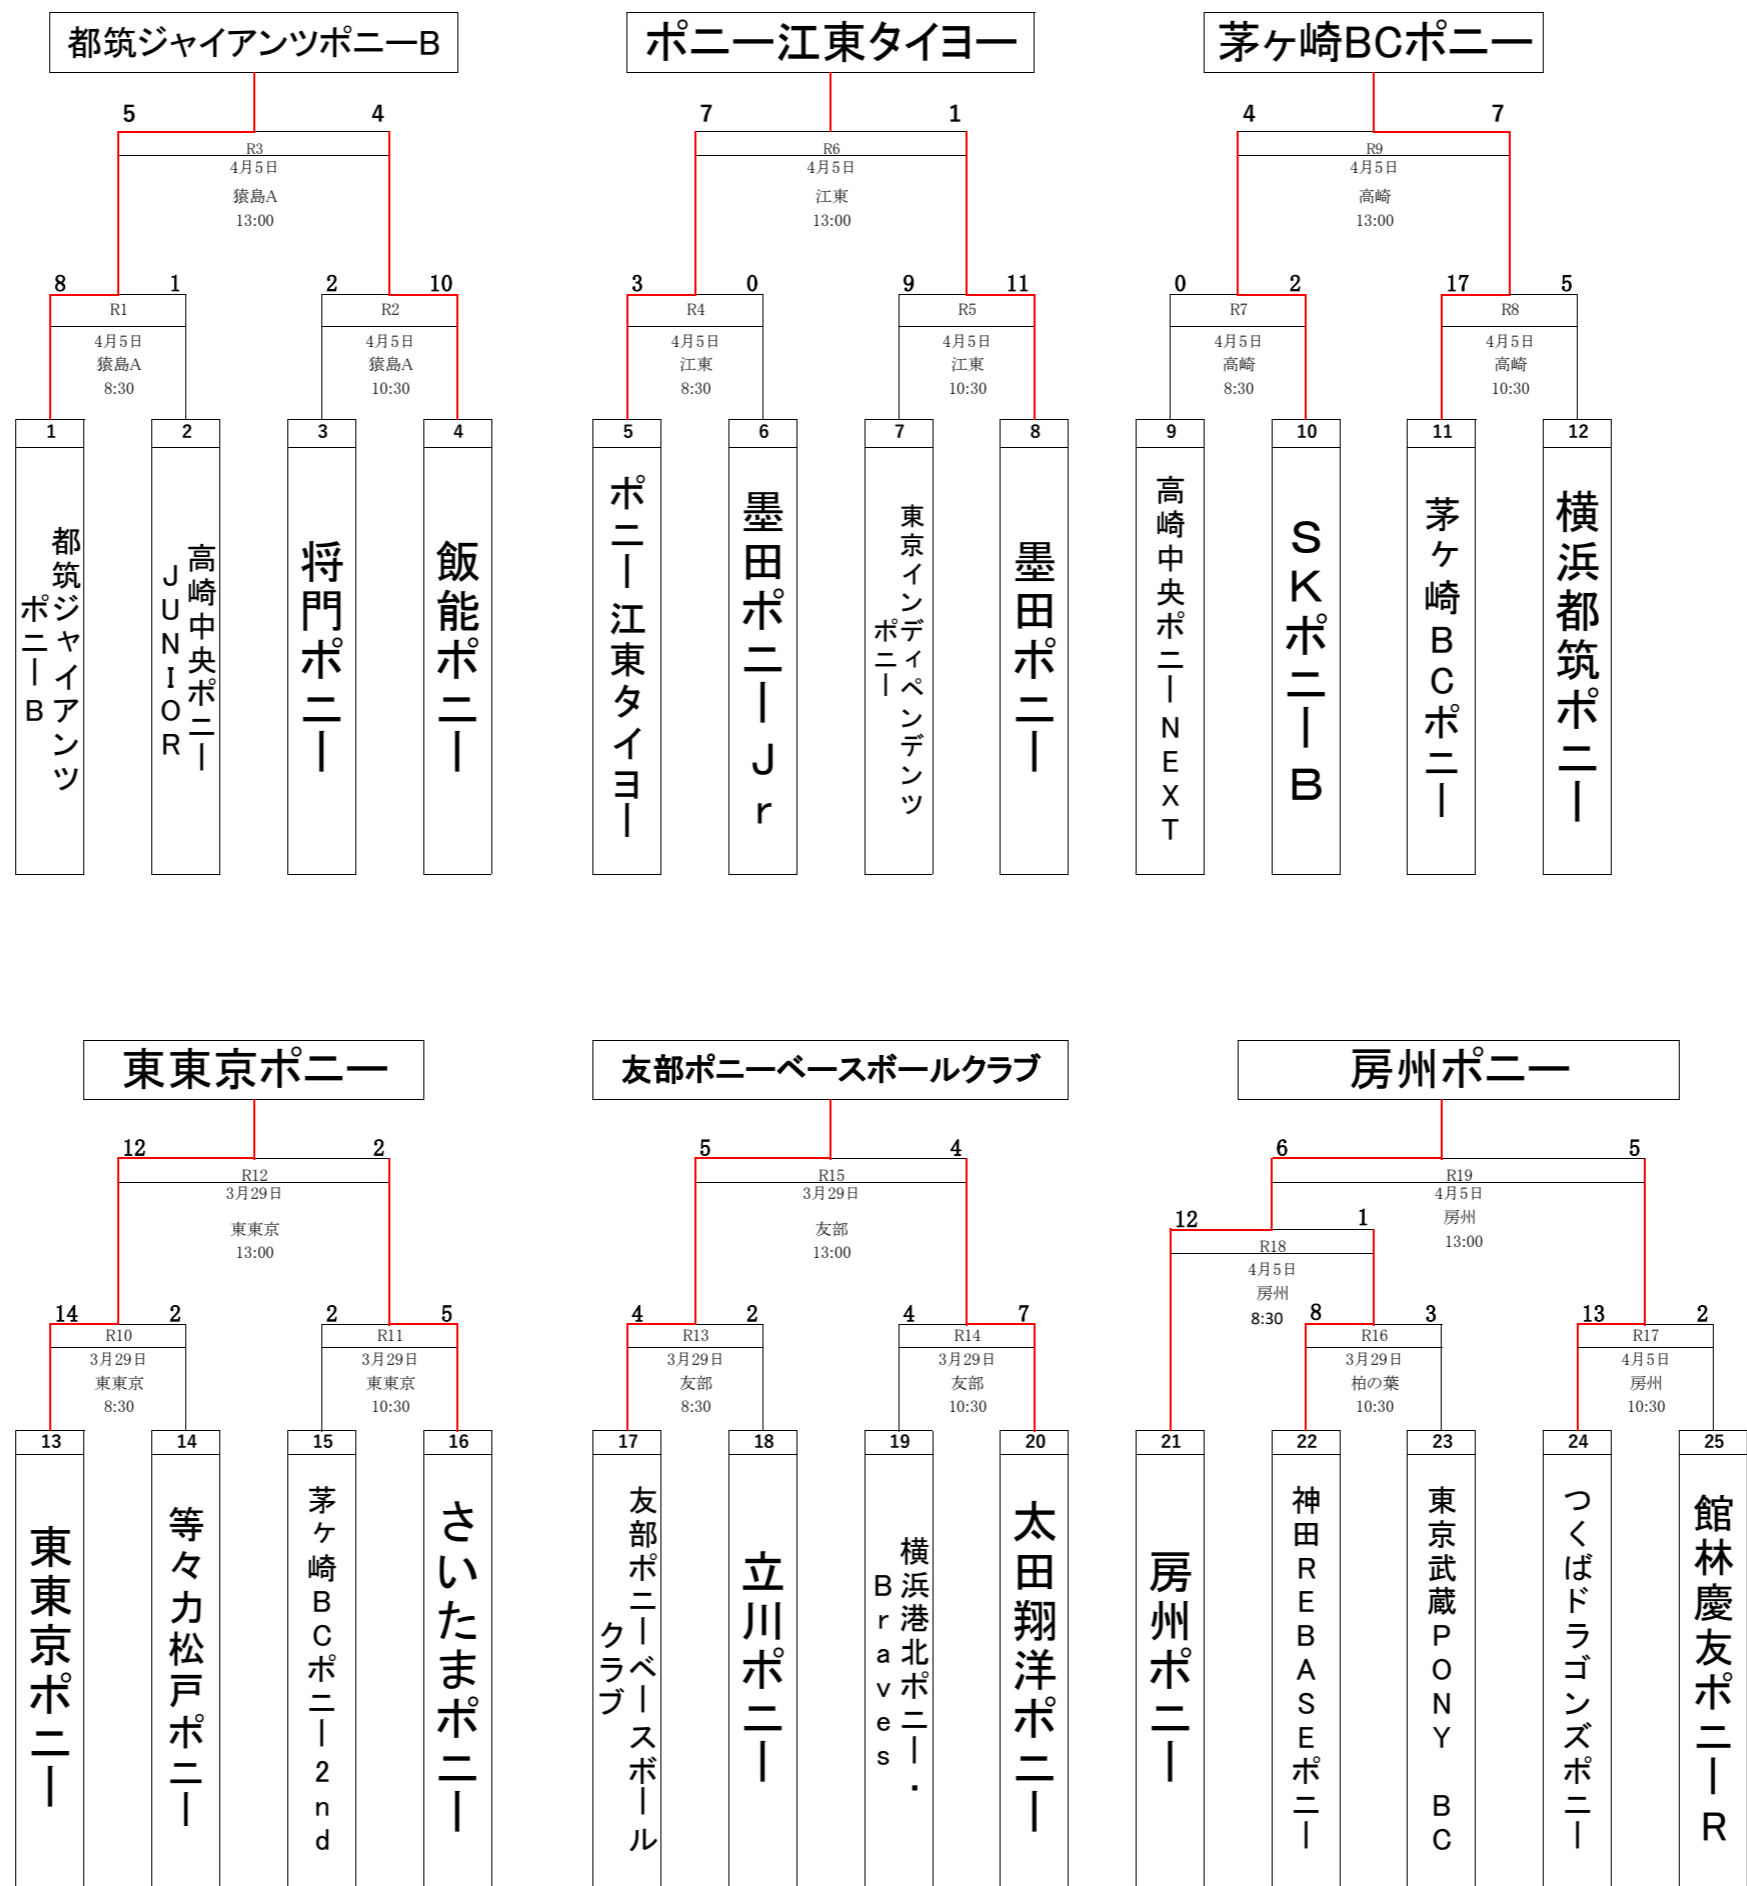 都筑ジャイアンツポニーB
ポニー江東タイヨー
茅ヶ崎BCポニー
5 4
7 1
4 7
R3
4月5日
猿島A
13:00
R6
4月5日
江東
13:00
R9
4月5日
高崎
13:00
8 1
2 10
3 0
9 11
0 2
17 5
R1
4月5日
猿島A
8:30
R2
4月5日
猿島A
10:30
R4
4月5日
江東
8:30
R5
4月5日
江東
10:30
R7
4月5日
高崎
8:30
R8
4月5日
高崎
10:30
1
都筑ジャイアンツ
ポニーB
2
高崎中央ポニー
JUNIOR
3
将門ポニー
4
飯能ポニー
5
ポニー江東タイヨー
6
墨田ポニーJr
7
東京インディペンデンツ
ポニー
8
墨田ポニー
9
高崎中央ポニーNEXT
10
SKポニーB
11
茅ケ崎BCポニー
12
横浜都筑ポニー
東東京ポニー
友部ポニーベースボールクラブ
房州ポニー
12 2
5 4
6 5
R12
3月29日
東東京
13:00
R15
3月29日
友部
13:00
R19
4月5日
房州
13:00
12 1
R18
4月5日
房州
8:30
14 2
2 5
4 2
4 7
8 3
13 2
R10
3月29日
東東京
8:30
R11
3月29日
東東京
10:30
R13
3月29日
友部
8:30
R14
3月29日
友部
10:30
R16
3月29日
柏の葉
10:30
R17
4月5日
房州
10:30
13
東東京ポニー
14
等々力松戸ポニー
15
茅ケ崎BCポニー2nd
16
さいたまポニー
17
友部ポニーベースボール
クラブ
18
立川ポニー
19
横浜港北ポニー・
Braves
20
太田翔洋ポニー
21
房州ポニー
22
神田REBASEポニー
23
東京武蔵PONY BC
24
つくばドラゴンズポニー
25
館林慶友ポニーR